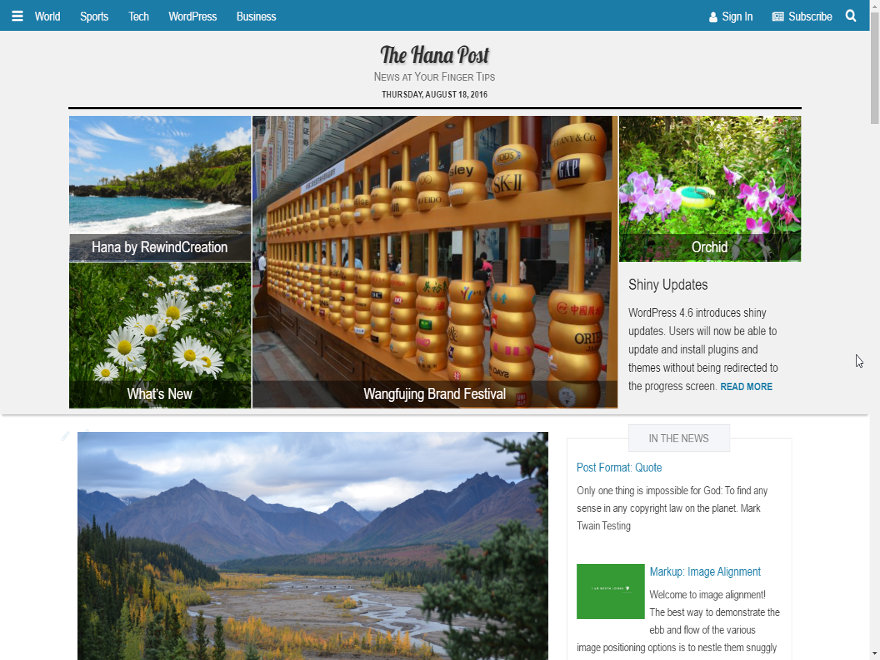 World Sports Tech WordPress Business Sign In Subscribe
The Hana Post
News at Your Finger Tips
THURSDAY, AUGUST 18, 2016
Hana by RewindCreation
What's New
Wangfujing Brand Festival
SK-II
GAP
Orchid
Shiny Updates
WordPress 4.6 introduces shiny
updates. Users will now be able to
update and install plugins and
themes without being redirected to
the progress screen. READ MORE
IN THE NEWS
Post Format: Quote
Only one thing is impossible for God: To find any
sense in any copyright law on the planet. Mark
Twain Testing
Markup: Image Alignment
Welcome to image alignment!
The best way to demonstrate the
ebb and flow of the various
image positioning options is to nestle them snuggly